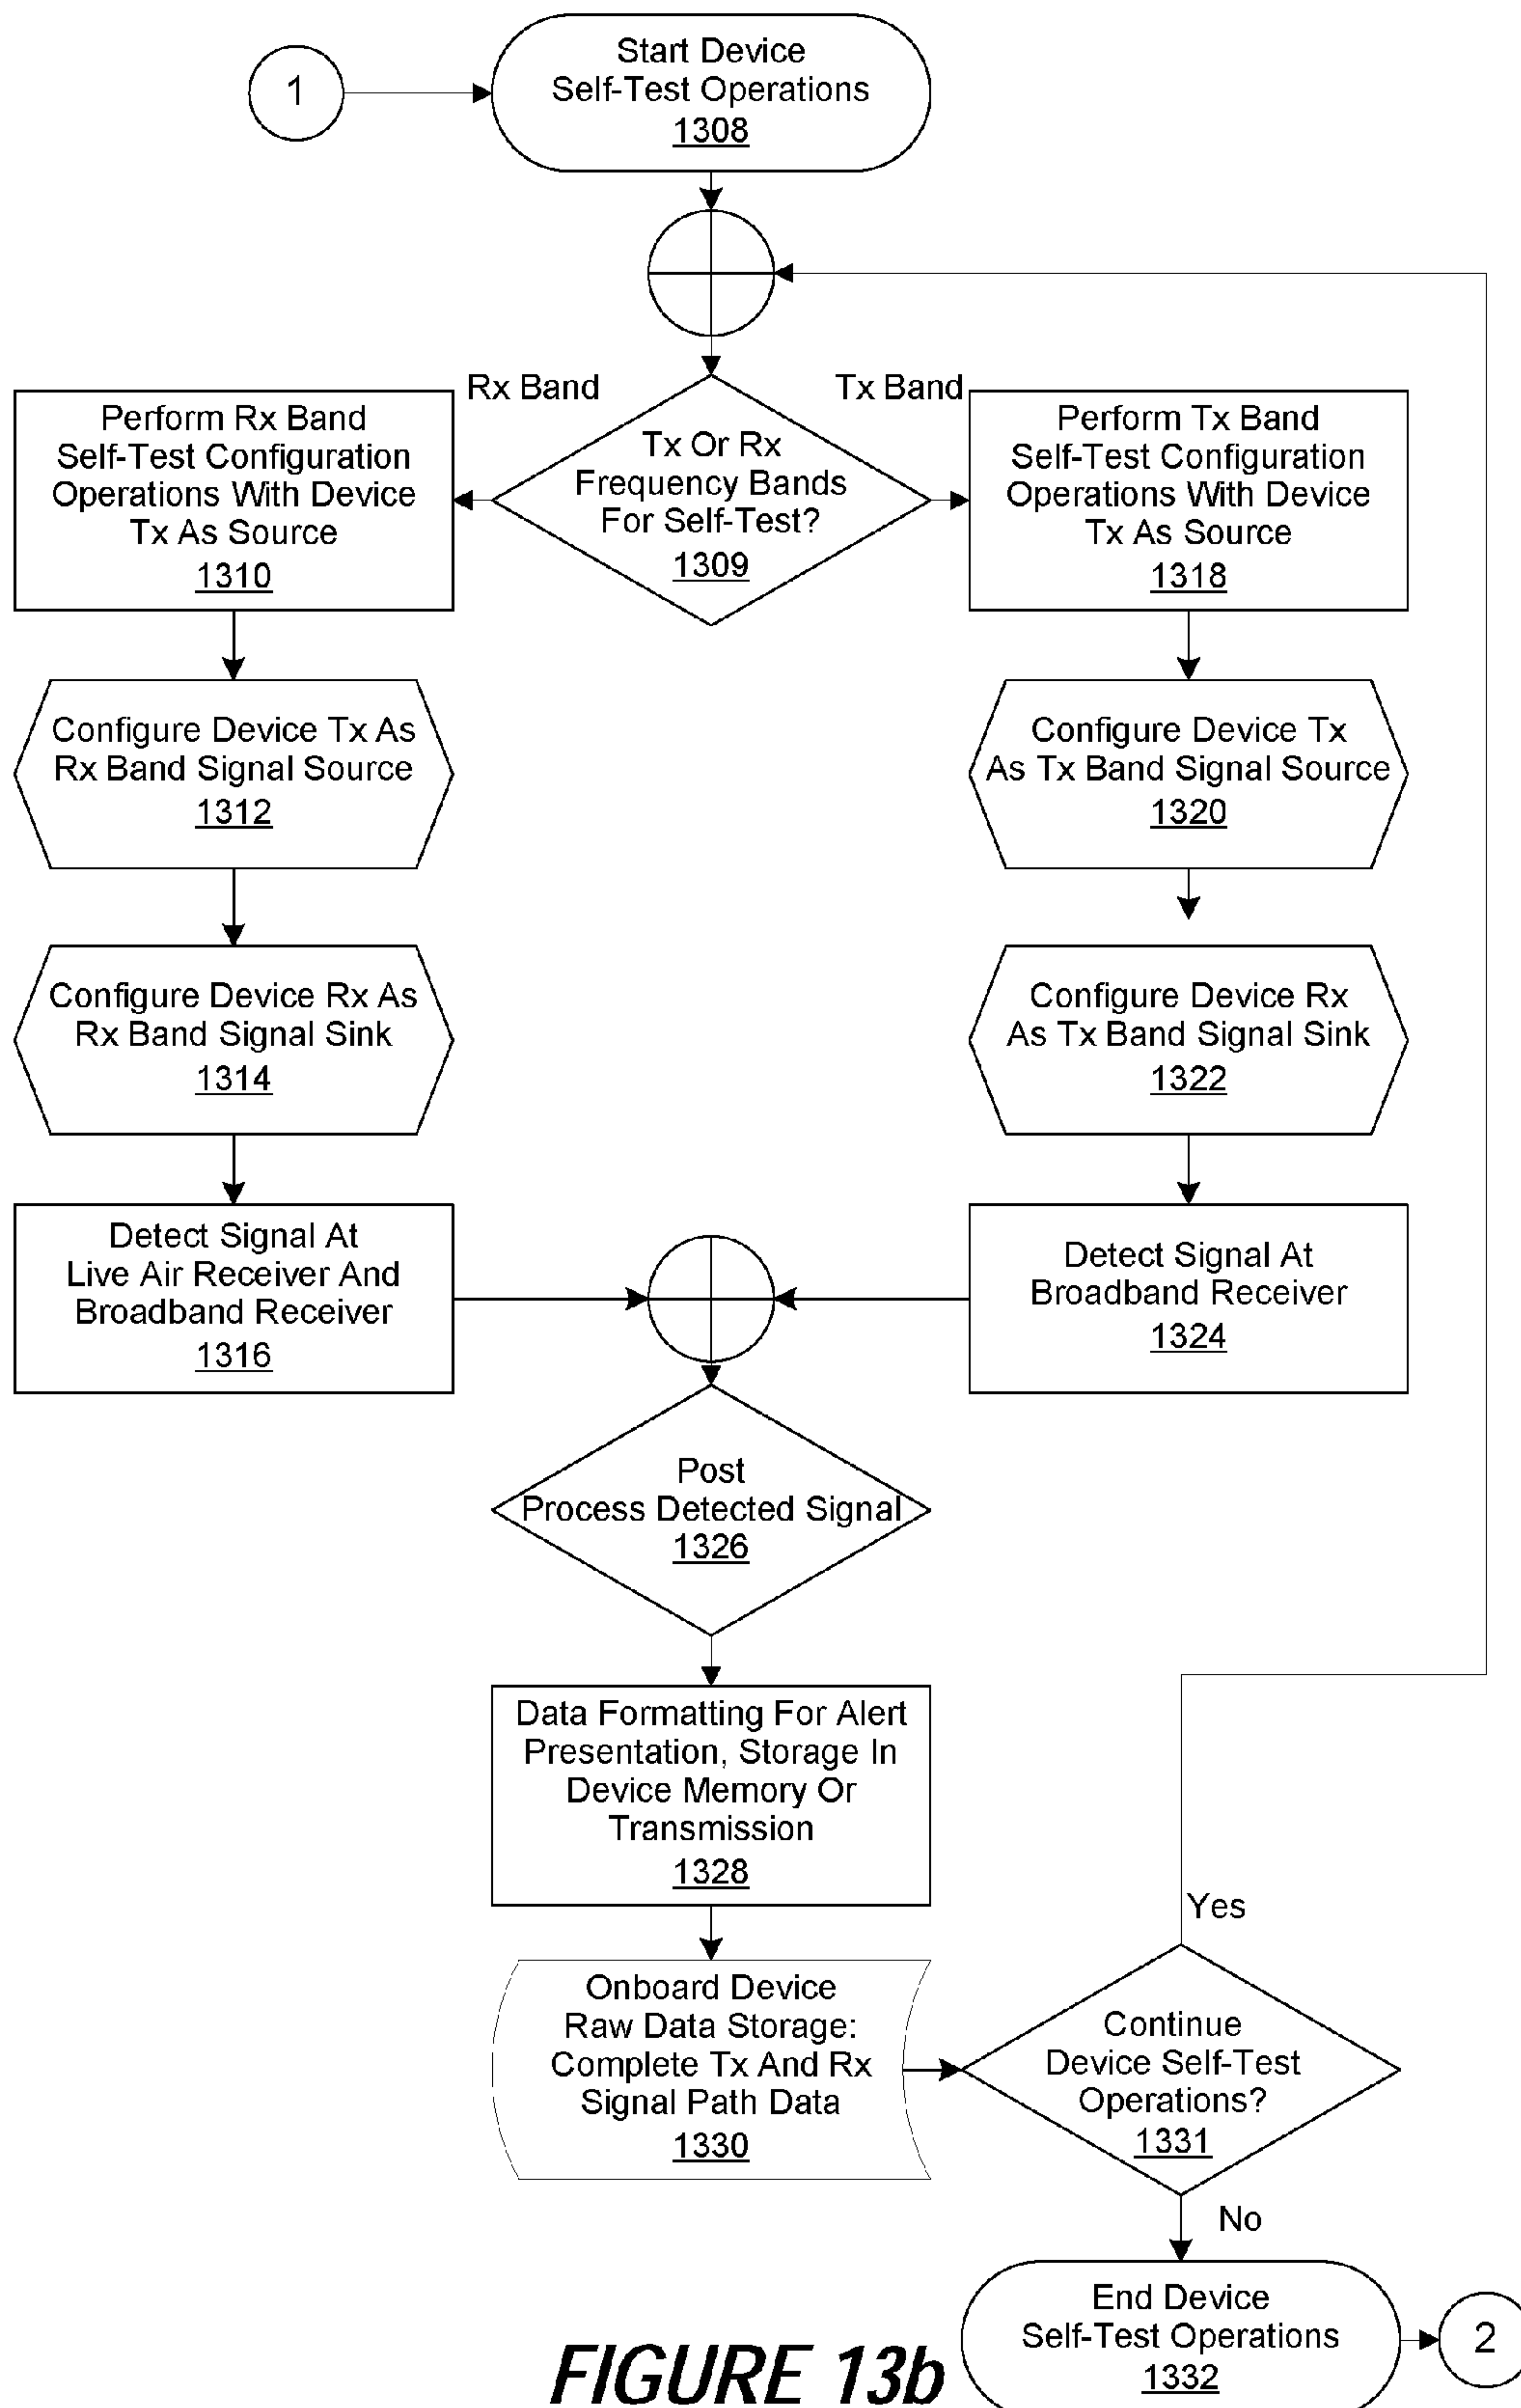 1
Start Device
Self-Test Operations
1308
Rx Band
Tx Band
Tx Or Rx
Frequency Bands
For Self-Test?
1309
Perform Rx Band
Self-Test Configuration
Operations With Device
Tx As Source
1310
Perform Tx Band
Self-Test Configuration
Operations With Device
Tx As Source
1318
Configure Device Tx As
Rx Band Signal Source
1312
Configure Device Tx
As Tx Band Signal Source
1320
Configure Device Rx As
Rx Band Signal Sink
1314
Configure Device Rx
As Tx Band Signal Sink
1322
Detect Signal At
Live Air Receiver And
Broadband Receiver
1316
Detect Signal At
Broadband Receiver
1324
Post
Process Detected Signal
1326
Data Formatting For Alert
Presentation, Storage In
Device Memory Or
Transmission
1328
Onboard Device
Raw Data Storage:
Complete Tx And Rx
Signal Path Data
1330
Yes
Continue
Device Self-Test
Operations?
1331
No
End Device
Self-Test Operations
1332
2
FIGURE 13b